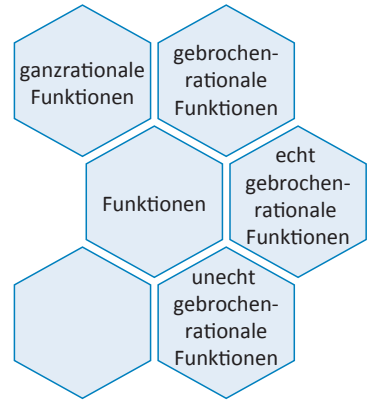 ganzrationale
Funktionen
gebrochen-
rationale
Funktionen
Funktionen
echt
gebrochen-
rationale
Funktionen
unecht
gebrochen-
rationale
Funktionen